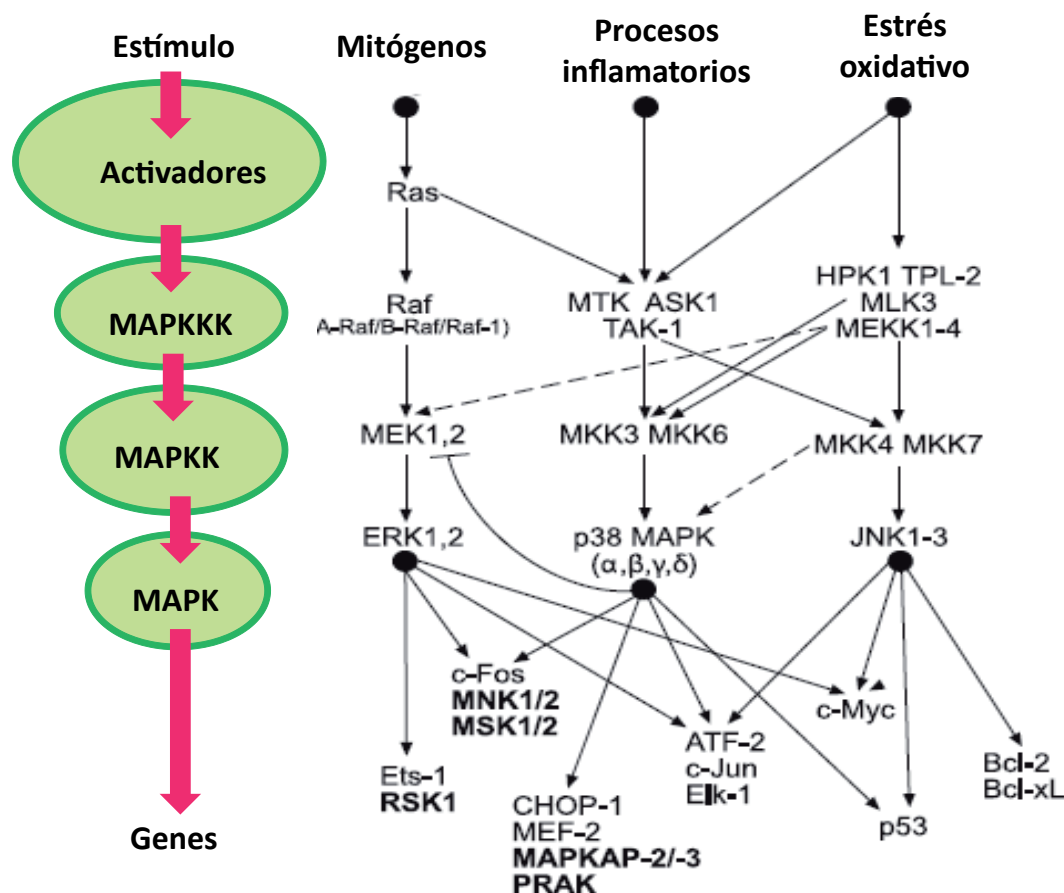 Estímulo
Activadores
MAPKKK
MAPKK
MAPK
Genes
Mitógenos
Procesos
inflamatorios
Estrés
oxidativo
Ras
Raf
A-Raf/B-Raf/Raf-1)
MTK ASK1
TAK-1
HPK1 TPL-2
MLK3
MEKK1-4
MEK1,2
MKK3 MKK6
MKK4 MKK7
ERK1,2
p38 MAPK
(α,β,γ,δ)
JNK1-3
c-Fos
MNK1/2
MSK1/2
c-Myc
ATF-2
c-Jun
Elk-1
Bcl-2
Bcl-xL
Ets-1
RSK1
CHOP-1
MEF-2
MAPKAP-2/-3
PRAK
p53